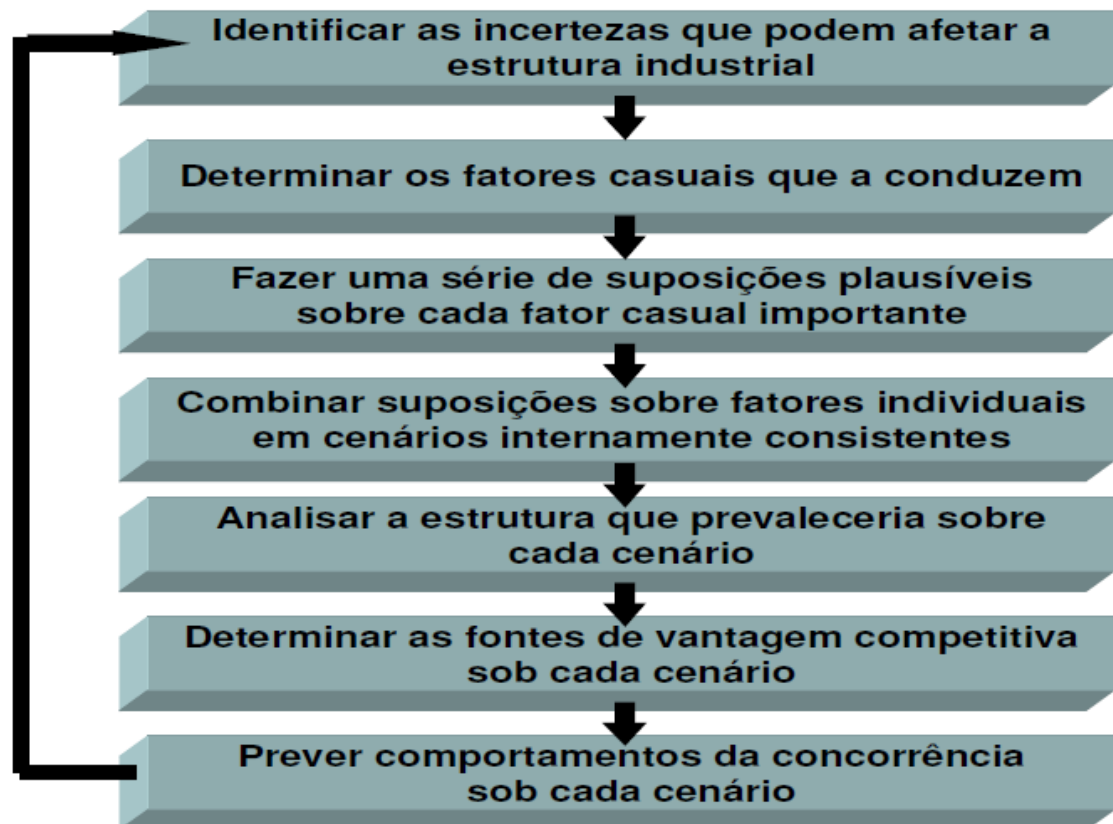 Identificar as incertezas que podem afetar a
estrutura industrial
Determinar os fatores casuais que a conduzem
Fazer uma série de suposições plausíveis
sobre cada fator casual importante
Combinar suposições sobre fatores individuais
em cenários internamente consistentes
Analisar a estrutura que prevaleceria sobre
cada cenário
Determinar as fontes de vantagem competitiva
sob cada cenário
Prever comportamentos da concorrência
sob cada cenário